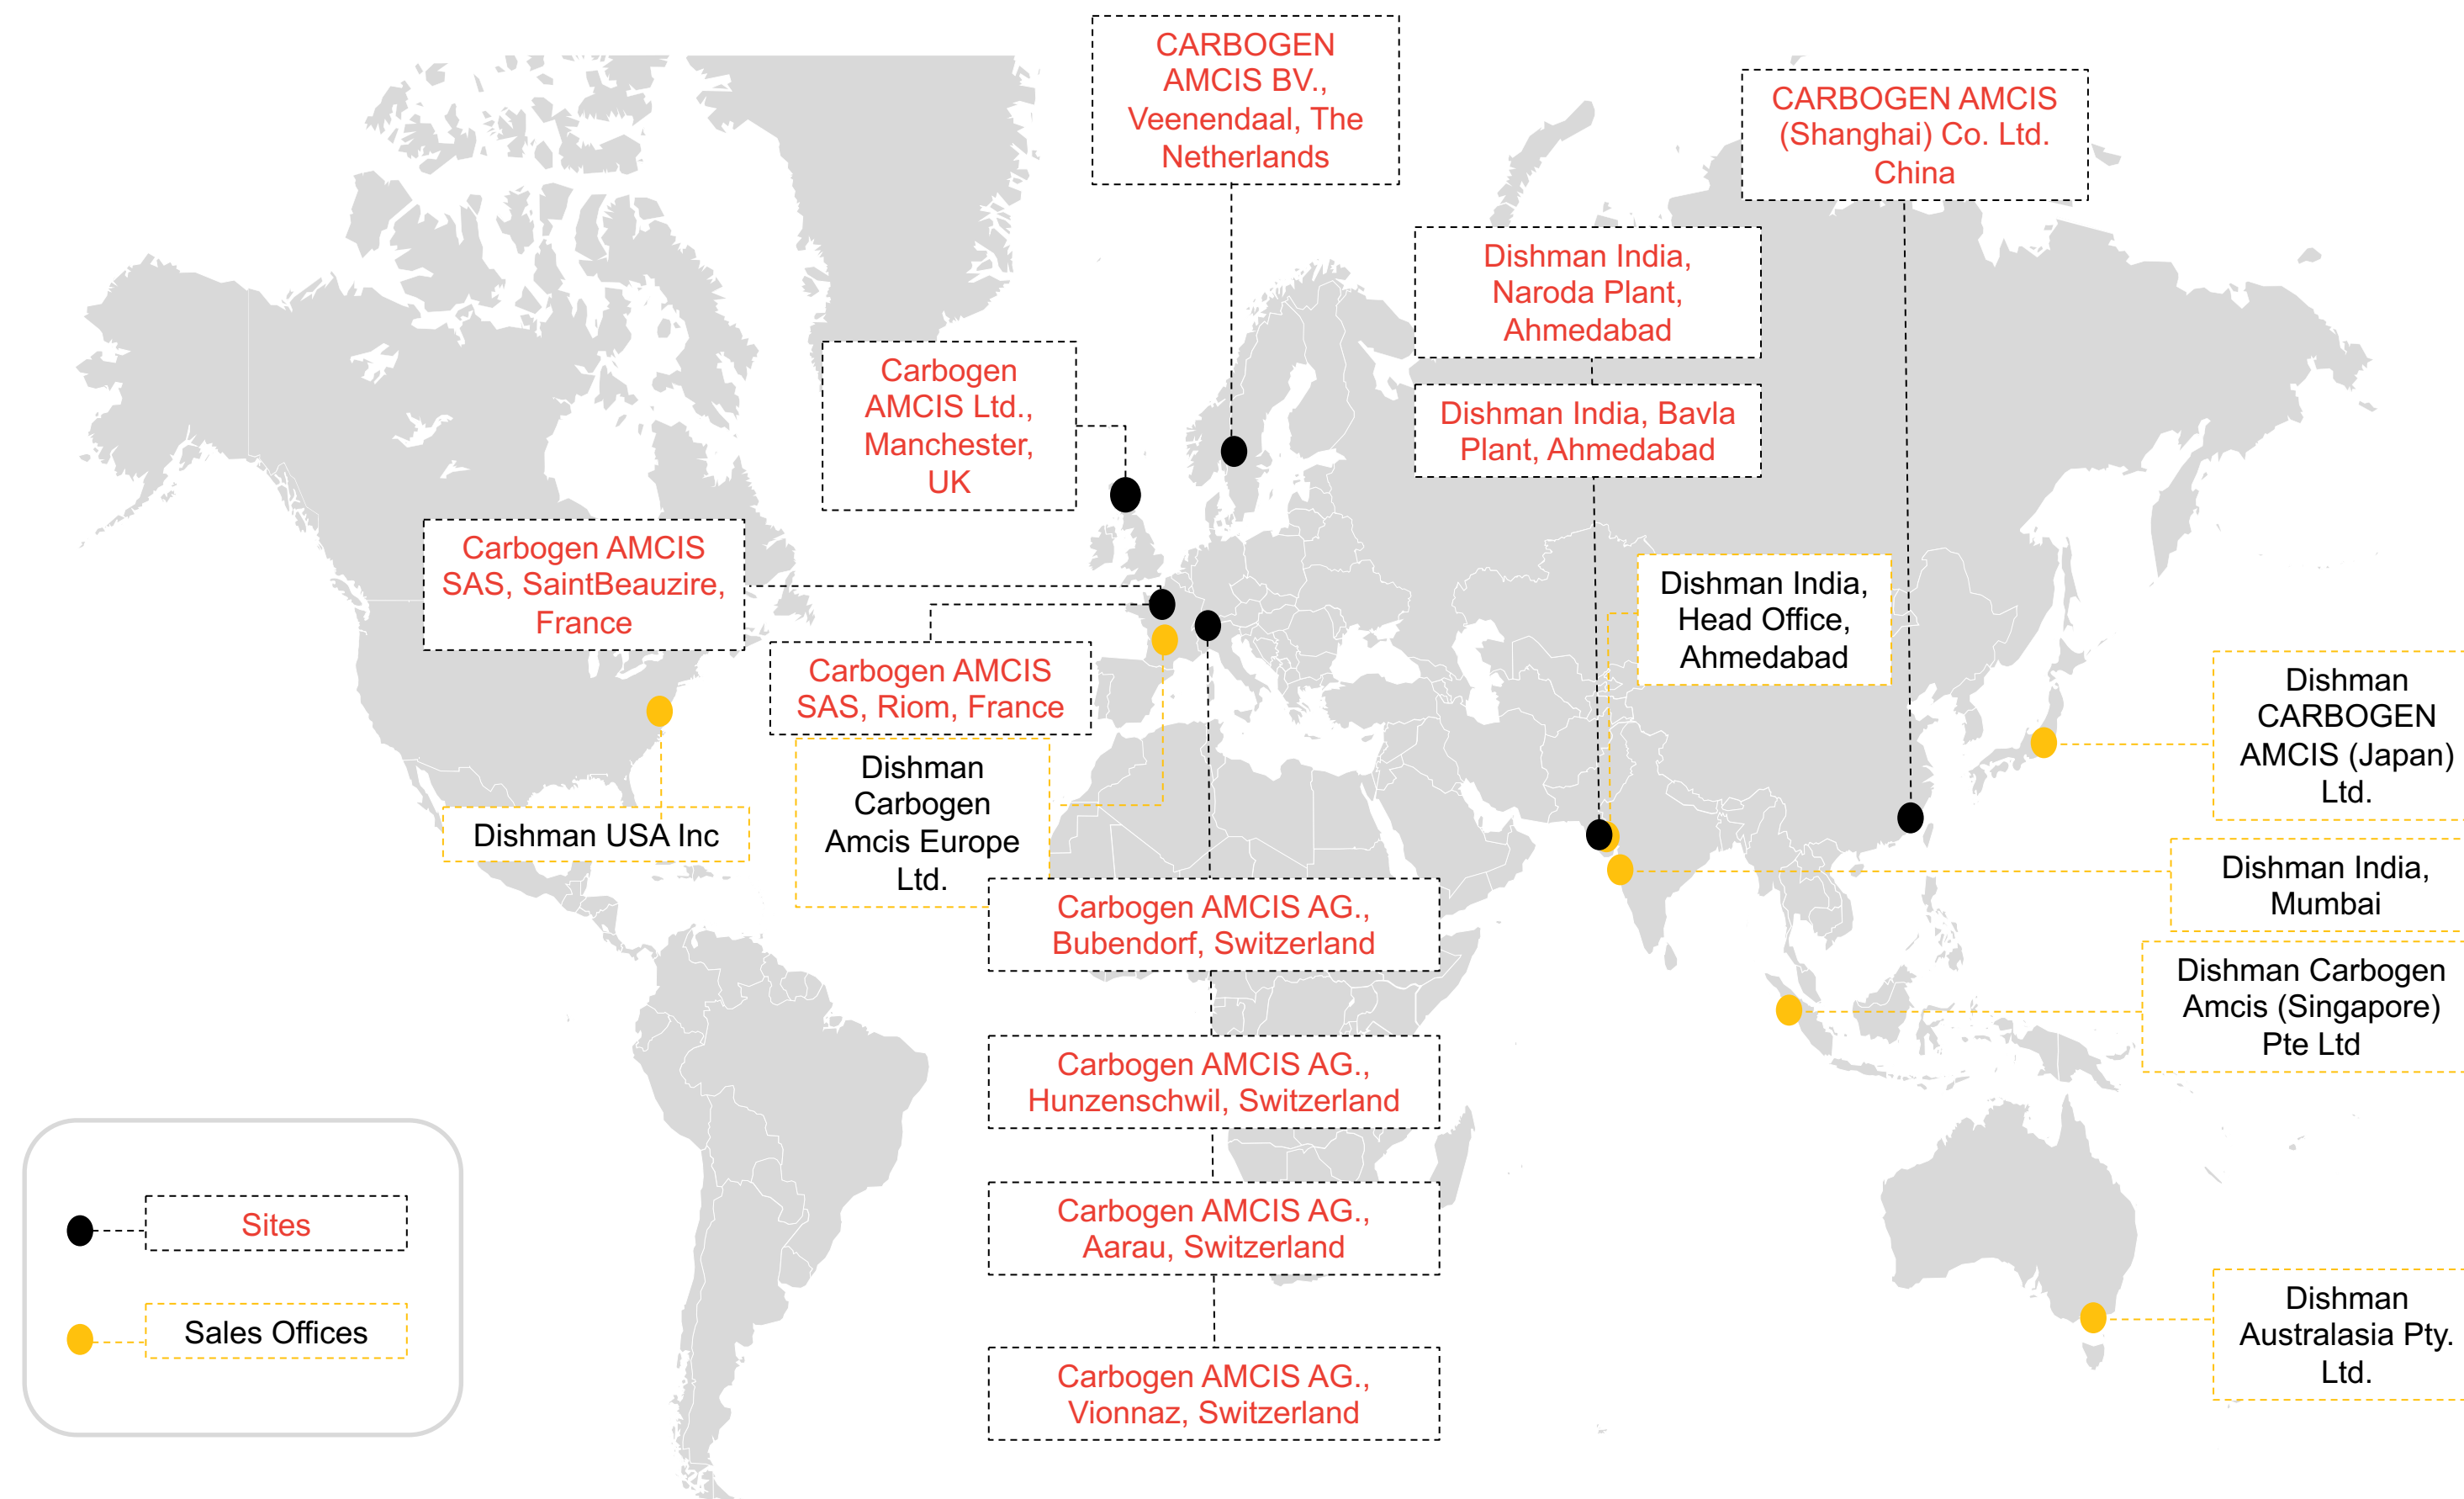 CARBOGEN
AMCIS BV.,
Veenendaal, The
Netherlands
CARBOGEN AMCIS
(Shanghai) Co. Ltd.
China
Dishman India,
Naroda Plant,
Ahmedabad
Carbogen
AMCIS Ltd.,
Manchester,
UK
Dishman India, Bavla
Plant, Ahmedabad
Carbogen AMCIS
SAS, SaintBeauzire,
France
Dishman India,
Head Office,
Ahmedabad
Carbogen AMCIS
SAS, Riom, France
Dishman
CARBOGEN
AMCIS (Japan)
Ltd.
Dishman
Carbogen
Amcis Europe
Ltd.
Dishman USA Inc
Dishman India,
Mumbai
Carbogen AMCIS AG.,
Bubendorf, Switzerland
Dishman Carbogen
Amcis (Singapore)
Pte Ltd
Carbogen AMCIS AG.,
Hunzenschwil, Switzerland
Carbogen AMCIS AG.,
Aarau, Switzerland
Sites
Sales Offices
Dishman
Australasia Pty.
Ltd.
Carbogen AMCIS AG.,
Vionnaz, Switzerland